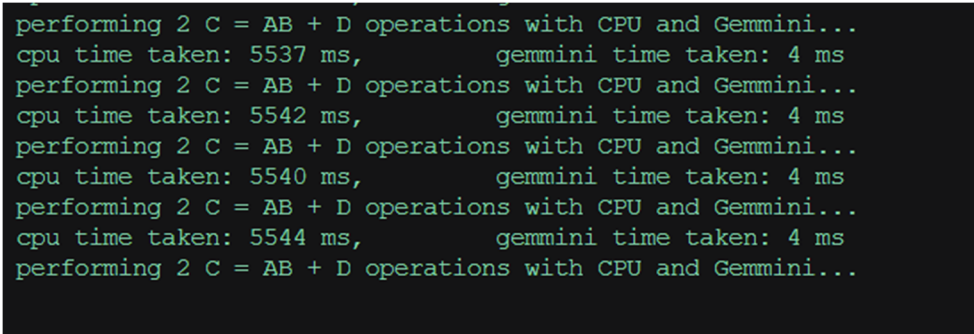 performing 2 C = AB + D operations with CPU and Gemmini...
cpu time taken: 5537 ms,        gemmini time taken: 4 ms
performing 2 C = AB + D operations with CPU and Gemmini...
cpu time taken: 5542 ms,        gemmini time taken: 4 ms
performing 2 C = AB + D operations with CPU and Gemmini...
cpu time taken: 5540 ms,        gemmini time taken: 4 ms
performing 2 C = AB + D operations with CPU and Gemmini...
cpu time taken: 5544 ms,        gemmini time taken: 4 ms
performing 2 C = AB + D operations with CPU and Gemmini...